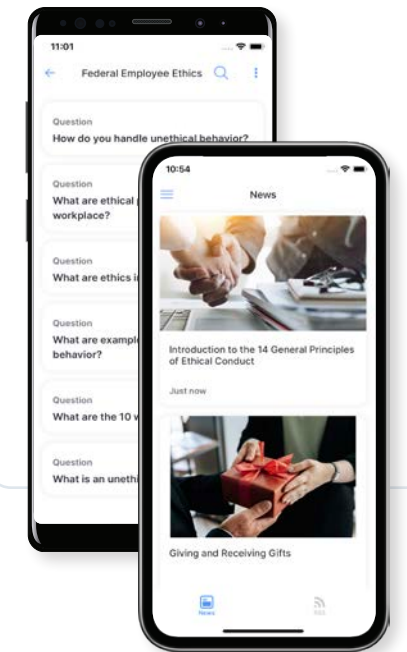 11:01
Federal Employee Ethics
Question
How do you handle unethical behavior?
Question
What are ethical
workplace?
Question
What are ethics
Question
What are
behavior?
Question
What are the 10
Question
What is an
10:54
News
Introduction to the 14 General Principles
of Ethical Conduct
Just now
Giving and Receiving Gifts
News
RSS